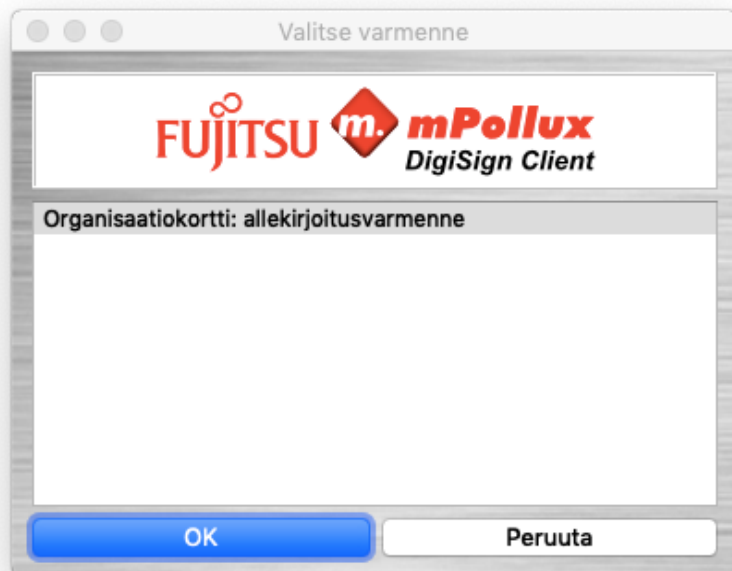 Valitse varmenne
FUJITSU m. mPollux
DigiSign Client
Organisaatiokortti: allekirjoitusvarmenne
OK Peruuta